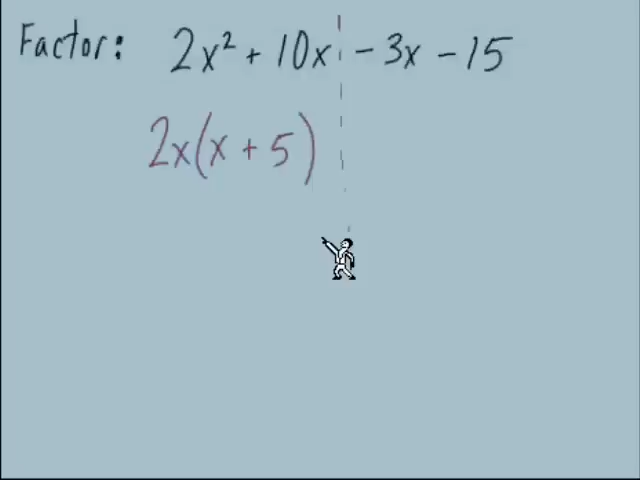 Factor: 2x² + 10x - 3x - 15
2x(x + 5)